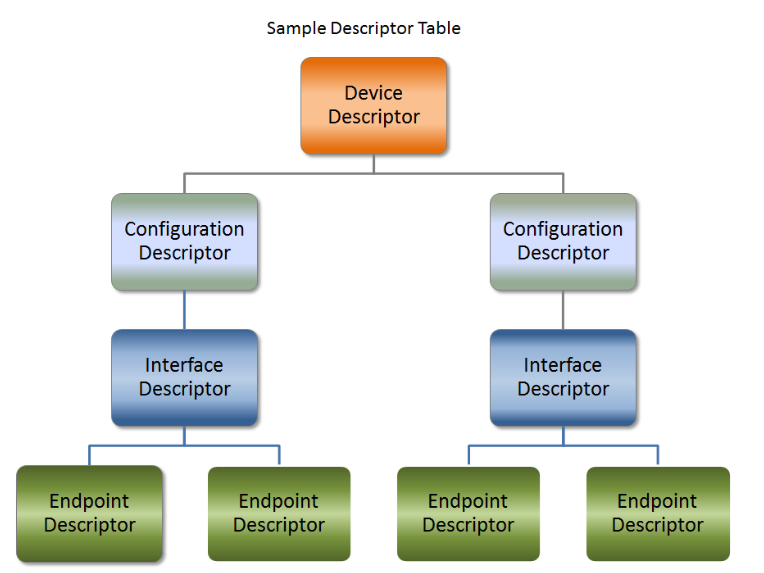 Sample Descriptor Table
Device
Descriptor
Configuration
Descriptor
Configuration
Descriptor
Interface
Descriptor
Interface
Descriptor
Endpoint
Descriptor
Endpoint
Descriptor
Endpoint
Descriptor
Endpoint
Descriptor